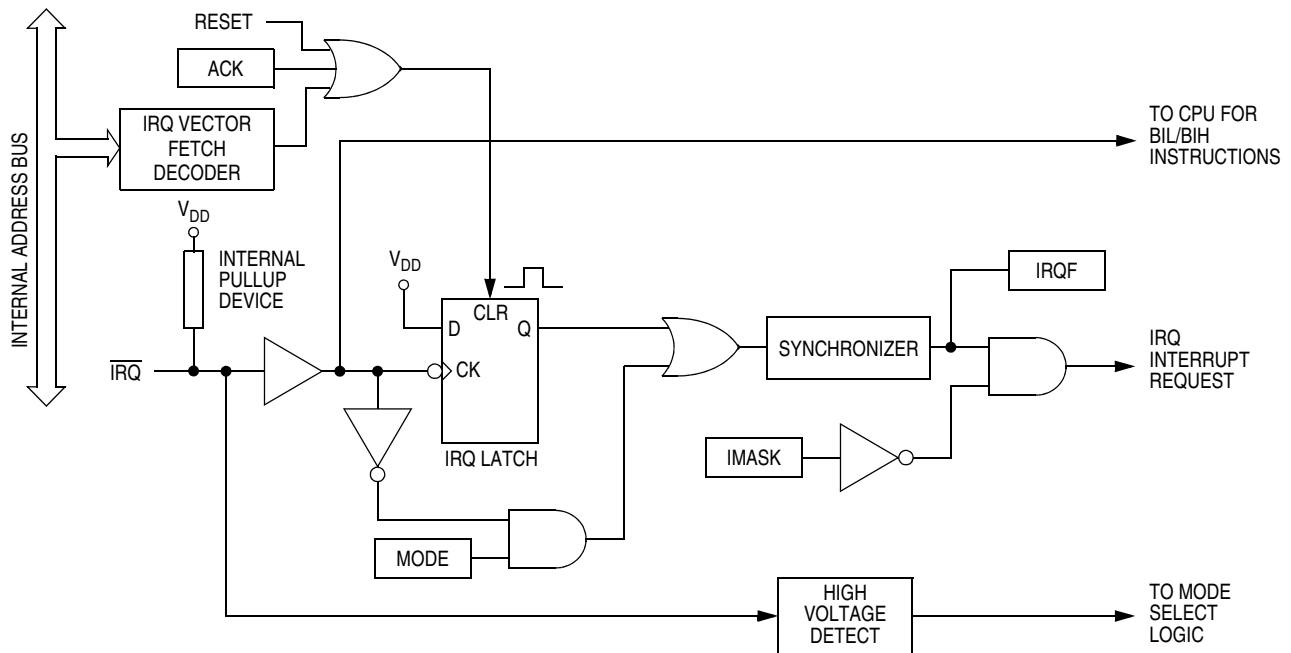 INTERNAL ADDRESS BUS
RESET
ACK
IRQ VECTOR
FETCH
DECODER
VDD
INTERNAL
PULLUP
DEVICE
IRQ
VDD
D
CLR
Q
CK
IRQ LATCH
MODE
SYNCHRONIZER
IRQF
IMASK
HIGH
VOLTAGE
DETECT
TO CPU FOR
BIL/BIH
INSTRUCTIONS
IRQ
INTERRUPT
REQUEST
TO MODE
SELECT
LOGIC